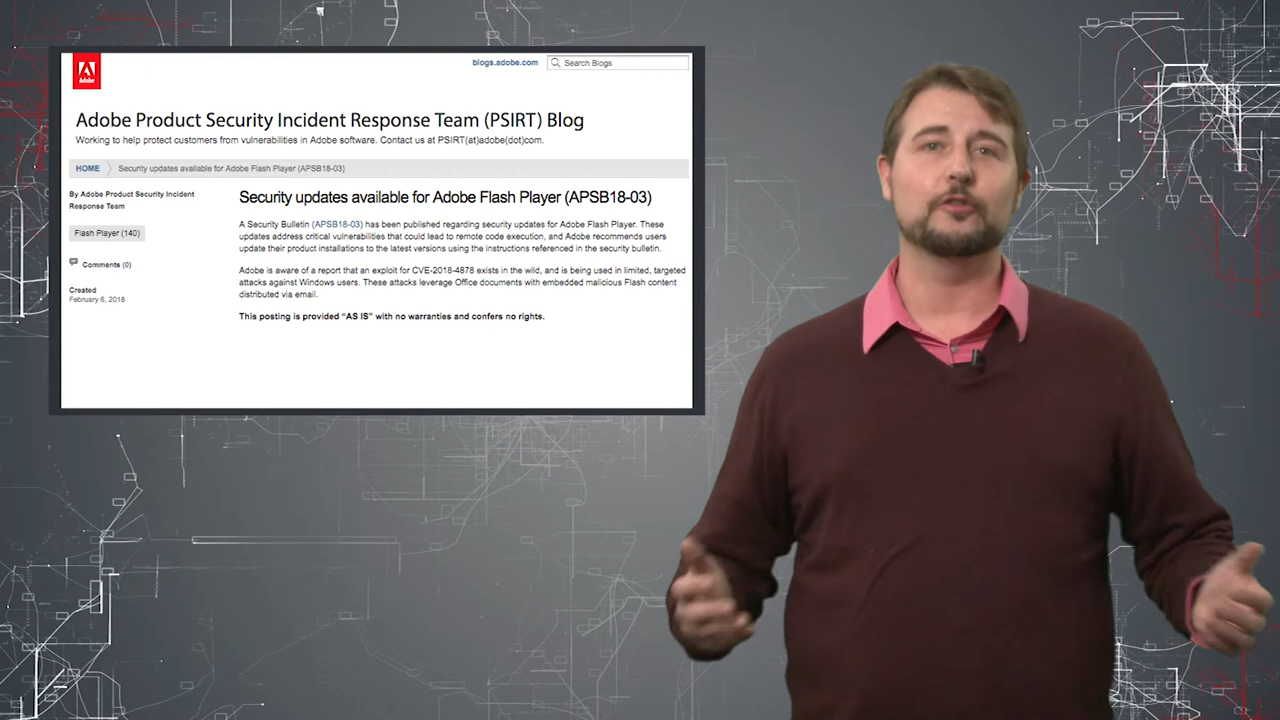 Adobe
blogs.adobe.com
Search Blogs
Adobe Product Security Incident Response Team (PSIRT) Blog
Working to help protect customers from vulnerabilities in Adobe software. Contact us at PSIRT(at)adobe(dot)com.
HOME
Security updates available for Adobe Flash Player (APSB18-03)
By Adobe Product Security Incident
Response Team
Flash Player (140)
Comments (0)
Created
February 6, 2018
Security updates available for Adobe Flash Player (APSB18-03)
A Security Bulletin (APSB18-03) has been published regarding security updates for Adobe Flash Player. These
updates address critical vulnerabilities that could lead to remote code execution, and Adobe recommends users
update their product installations to the latest versions using the instructions referenced in the security bulletin.
Adobe is aware of a report that an exploit for CVE-2018-4878 exists in the wild, and is being used in limited, targeted
attacks against Windows users. These attacks leverage Office documents with embedded malicious Flash content
distributed via email.
This posting is provided “AS IS” with no warranties and confers no rights.